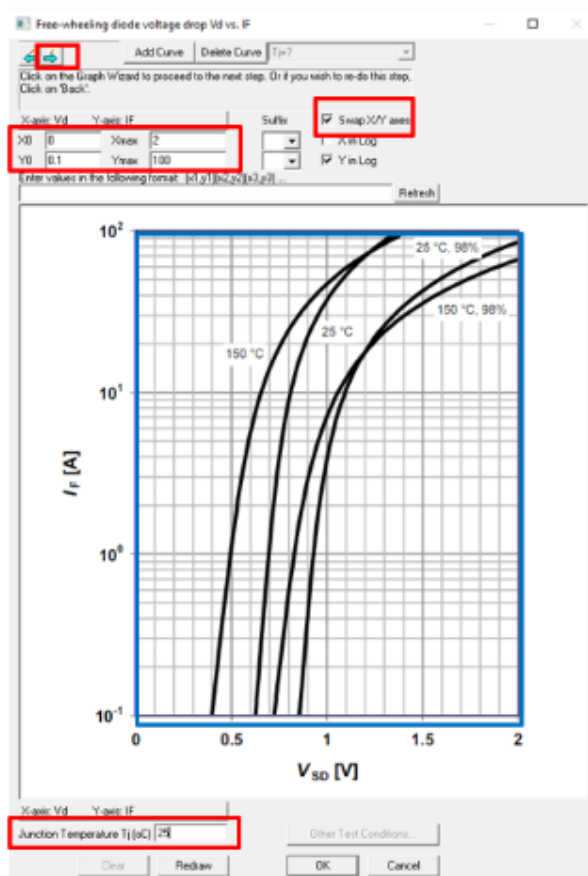 Free-wheeling diode voltage drop Vd vs. IF
Add Curve Delete Curve Tj=?
Click on the Graph Wizard to proceed to the next step. Or if you wish to re-do this step,
Click on 'Back'.
X-axis: Vd Y-axis: IF Suffix Swap X/Y axes
X0 0 Xmax 2 X in Log
Y0 0.1 Ymax 100 Y in Log
Enter values in the following format: (x1,y1)(x2,y2)(x3,y3) ...
Refresh
10²
25 °C, 98%
25 °C
150 °C, 98%
150 °C
10¹
I_F [A]
10⁰
10⁻¹
0 0.5 1 1.5 2
V_SD [V]
X-axis: Vd Y-axis: IF
Junction Temperature Tj (oC) 25
Other Test Conditions...
Clear Redraw OK Cancel